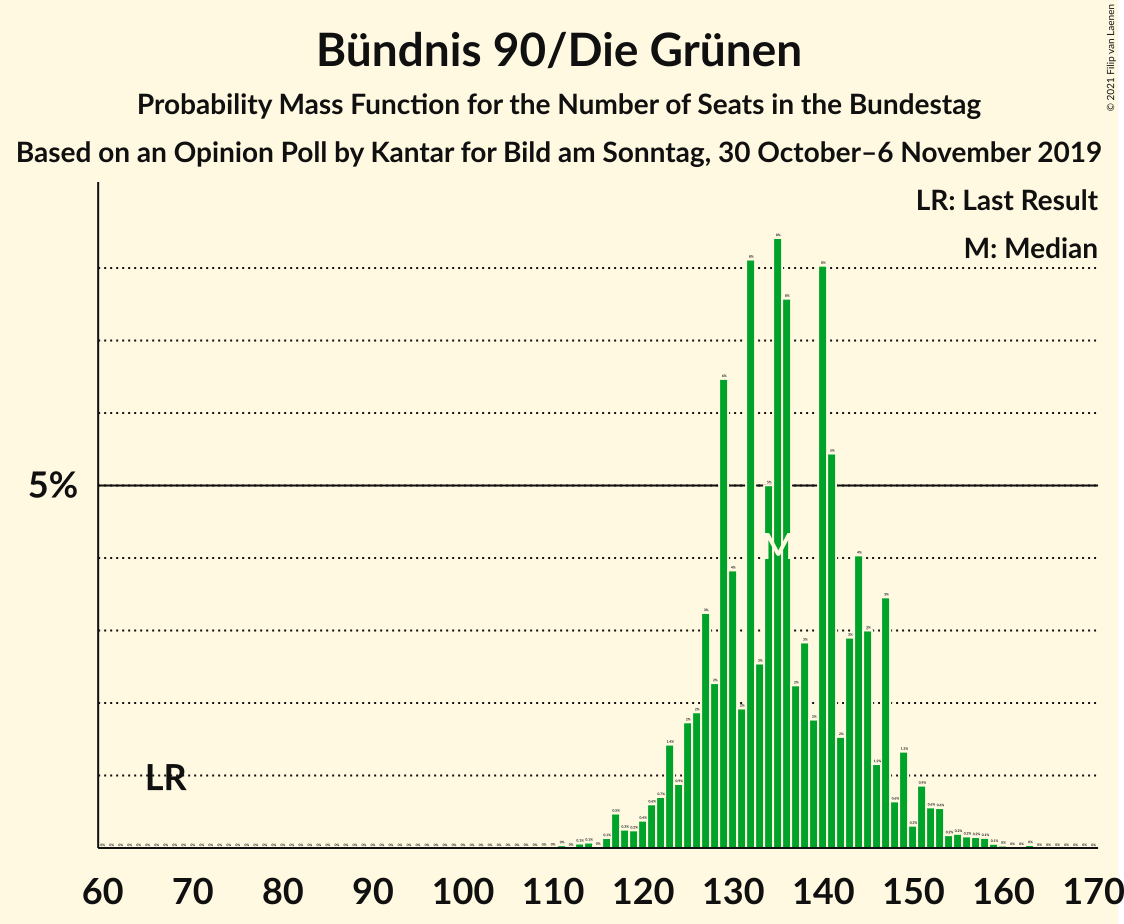 Bündnis 90/Die Grünen
Probability Mass Function for the Number of Seats in the Bundestag
Based on an Opinion Poll by Kantar for Bild am Sonntag, 30 October–6 November 2019
© 2021 Filip van Laenen
LR: Last Result
M: Median
5%
M
LR
60 70 80 90 100 110 120 130 140 150 160 170